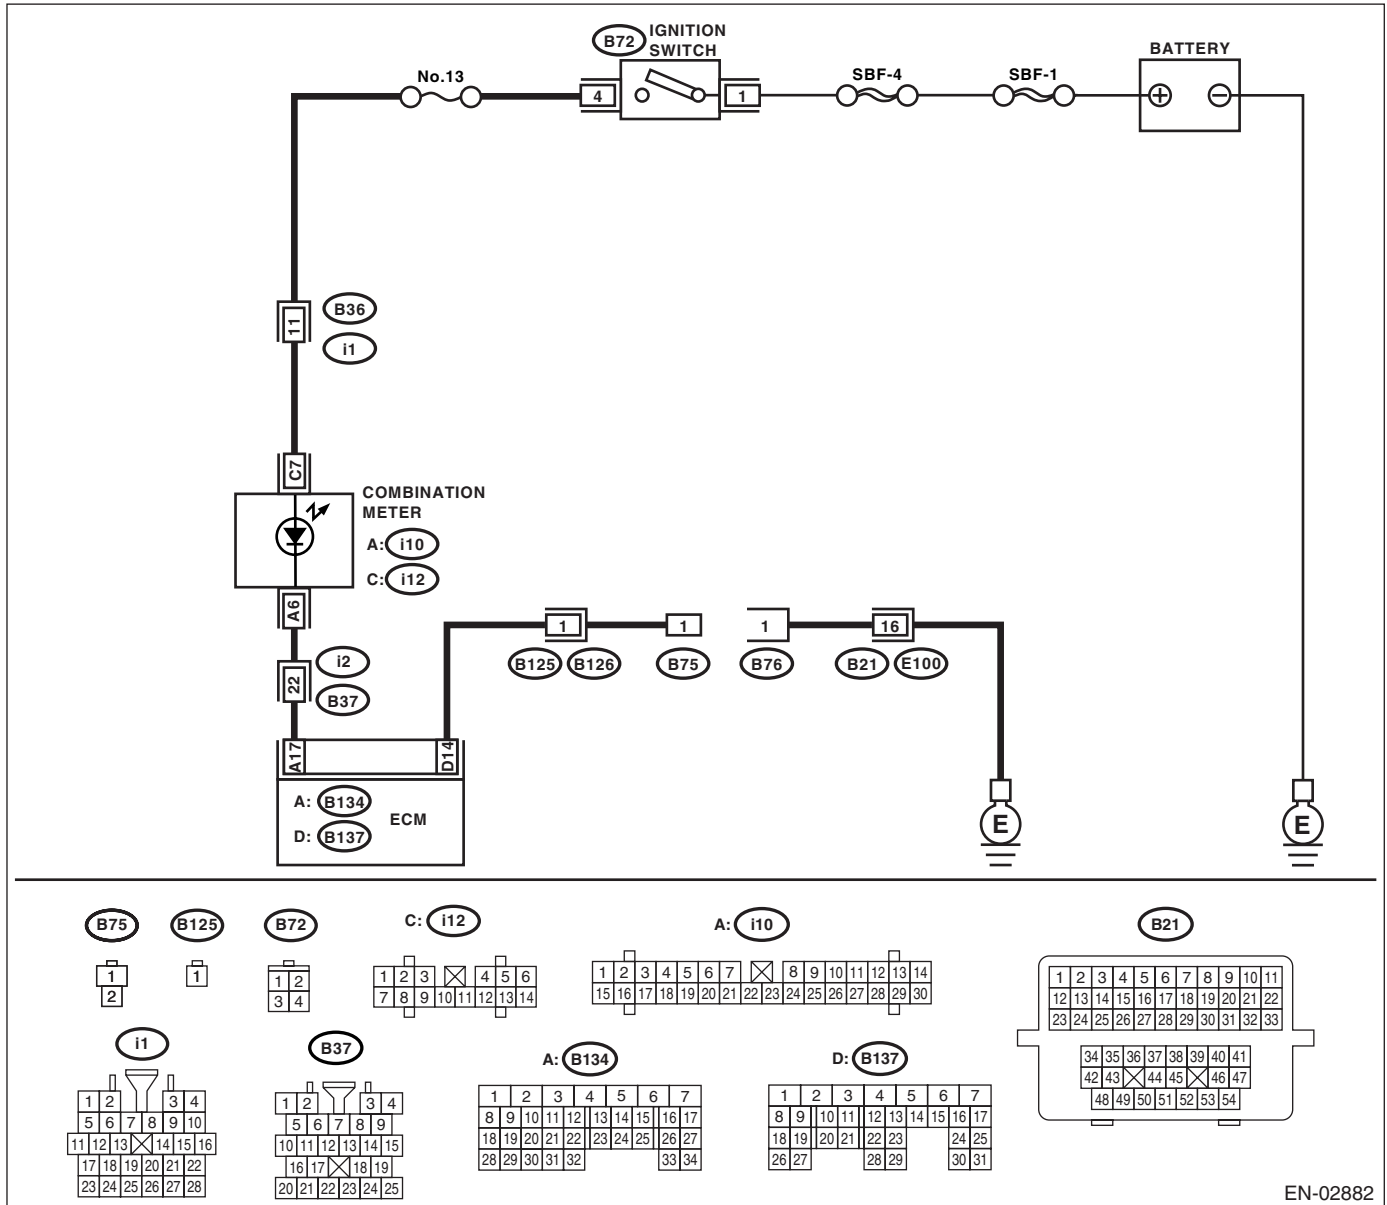 B72 IGNITION
SWITCH
BATTERY
No.13
SBF-4
SBF-1
4
1
+
−
11
B36
i1
C7
COMBINATION
METER
A: i10
C: i12
A6
1
1
1
16
B125
B126
B75
B76
B21
E100
22
i2
B37
A17
D14
A: B134
D: B137
ECM
E
E
B75
B125
B72
C: i12
A: i10
B21
1
2
1
1 2
3 4
1 2 3 4 5 6
7 8 9 10 11 12 13 14
1 2 3 4 5 6 7 8 9 10 11 12 13 14
15 16 17 18 19 20 21 22 23 24 25 26 27 28 29 30
1 2 3 4 5 6 7 8 9 10 11
12 13 14 15 16 17 18 19 20 21 22
23 24 25 26 27 28 29 30 31 32 33
34 35 36 37 38 39 40 41
42 43 44 45 46 47
48 49 50 51 52 53 54
i1
B37
A: B134
D: B137
1 2 3 4
5 6 7 8 9 10
11 12 13 14 15 16
17 18 19 20 21 22
23 24 25 26 27 28
1 2 3 4
5 6 7 8 9
10 11 12 13 14 15
16 17 18 19
20 21 22 23 24 25
1 2 3 4 5 6 7
8 9 10 11 12 13 14 15 16 17
18 19 20 21 22 23 24 25 26 27
28 29 30 31 32 33 34
1 2 3 4 5 6 7
8 9 10 11 12 13 14 15 16 17
18 19 20 21 22 23 24 25
26 27 28 29 30 31
EN-02882